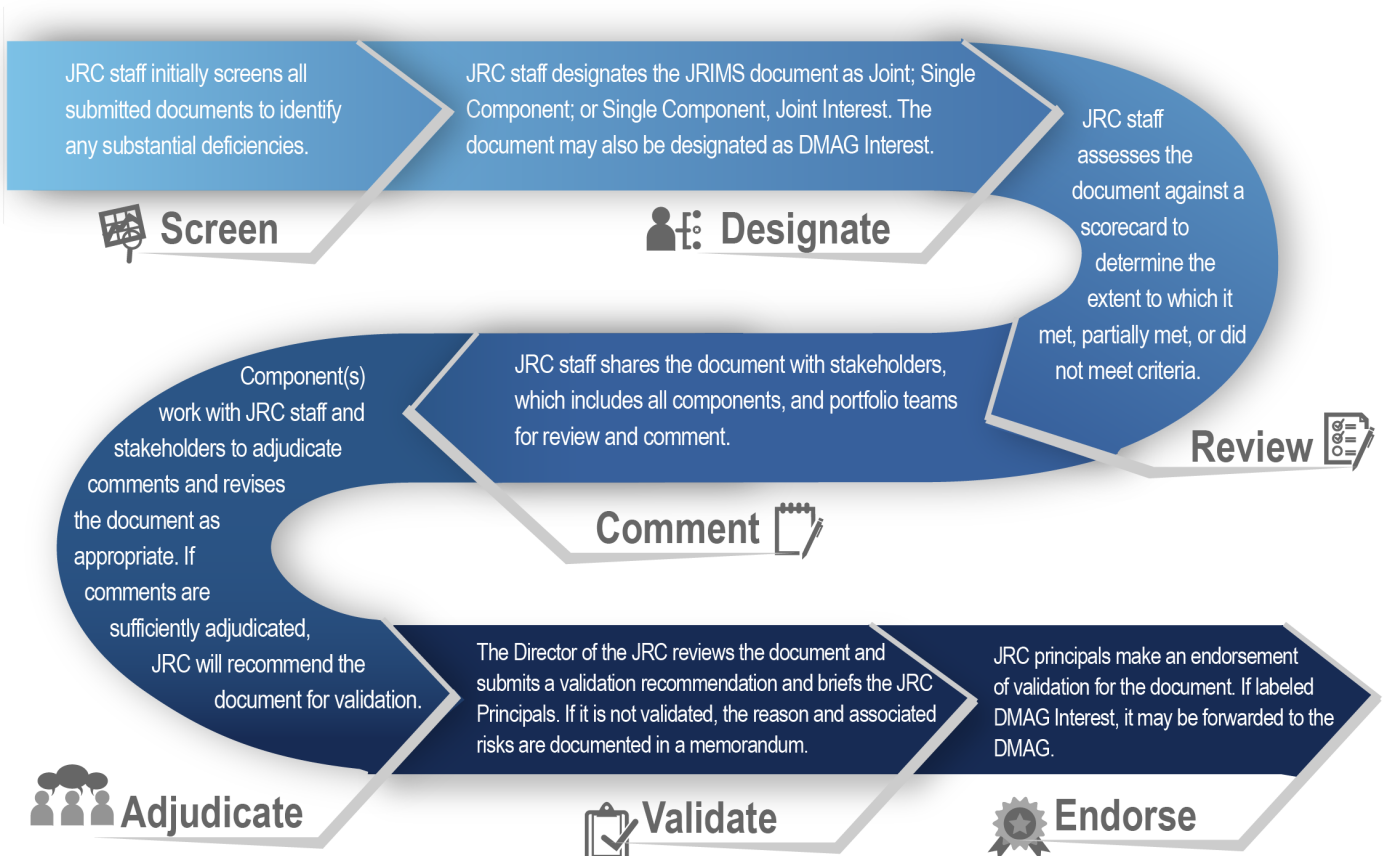 JRC staff initially screens all
submitted documents to identify
any substantial deficiencies.
Screen
JRC staff designates the JRIMS document as Joint; Single
Component; or Single Component, Joint Interest. The
document may also be designated as DMAG Interest.
Designate
JRC staff
assesses the
document against a
scorecard to
determine the
extent to which it
met, partially met, or did
not meet criteria.
Review
JRC staff shares the document with stakeholders,
which includes all components, and portfolio teams
for review and comment.
Comment
Component(s)
work with JRC staff and
stakeholders to adjudicate
comments and revises
the document as
appropriate. If
comments are
sufficiently adjudicated,
JRC will recommend the
document for validation.
Adjudicate
The Director of the JRC reviews the document and
submits a validation recommendation and briefs the JRC
Principals. If it is not validated, the reason and associated
risks are documented in a memorandum.
Validate
JRC principals make an endorsement
of validation for the document. If labeled
DMAG Interest, it may be forwarded to the
DMAG.
Endorse